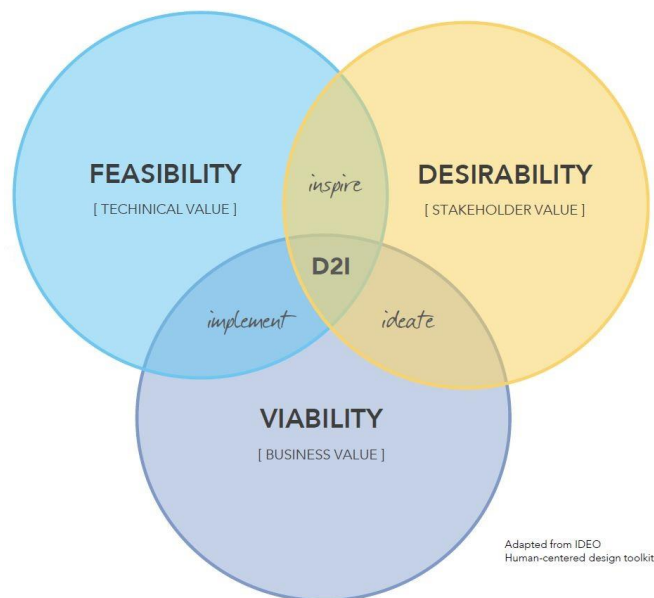 FEASIBILITY
[ TECHINICAL VALUE ]
inspire
DESIRABILITY
[ STAKEHOLDER VALUE ]
D2I
implement
ideate
VIABILITY
[ BUSINESS VALUE ]
Adapted from IDEO
Human-centered design toolkit